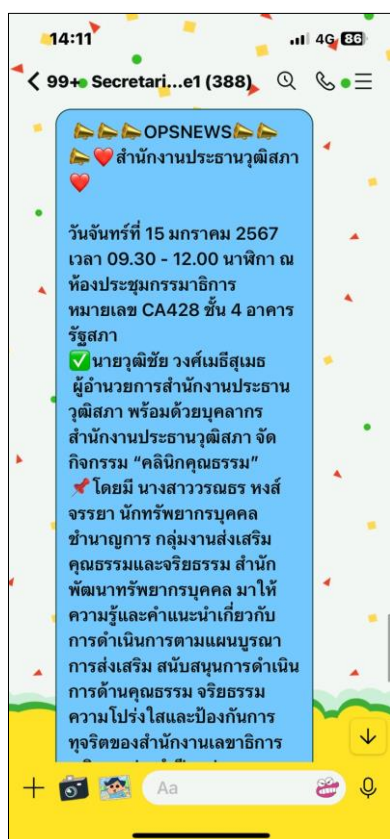 14:11 4G 86
99+ Secretari...e1 (388)
OPSNEWS
สำนักงานประธานวุฒิสภา
วันจันทร์ที่ 15 มกราคม 2567
เวลา 09.30 - 12.00 นาฬิกา ณ
ห้องประชุมกรรมาธิการ
หมายเลข CA428 ชั้น 4 อาคาร
รัฐสภา
นายวุฒิชัย วงศ์เมธีสุเมธ
ผู้อำนวยการสำนักงานประธาน
วุฒิสภา พร้อมด้วยบุคลากร
สำนักงานประธานวุฒิสภา จัด
กิจกรรม “คลินิกคุณธรรม”
โดยมี นางสาววรณธร หงส์
จรรยา นักทรัพยากรบุคคล
ชำนาญการ กลุ่มงานส่งเสริม
คุณธรรมและจริยธรรม สำนัก
พัฒนาทรัพยากรบุคคล มาให้
ความรู้และคำแนะนำเกี่ยวกับ
การดำเนินการตามแผนบูรณา
การส่งเสริม สนับสนุนการดำเนิน
การด้านคุณธรรม จริยธรรม
ความโปร่งใสและป้องกันการ
ทุจริตของสำนักงานเลขาธิการ
Aa